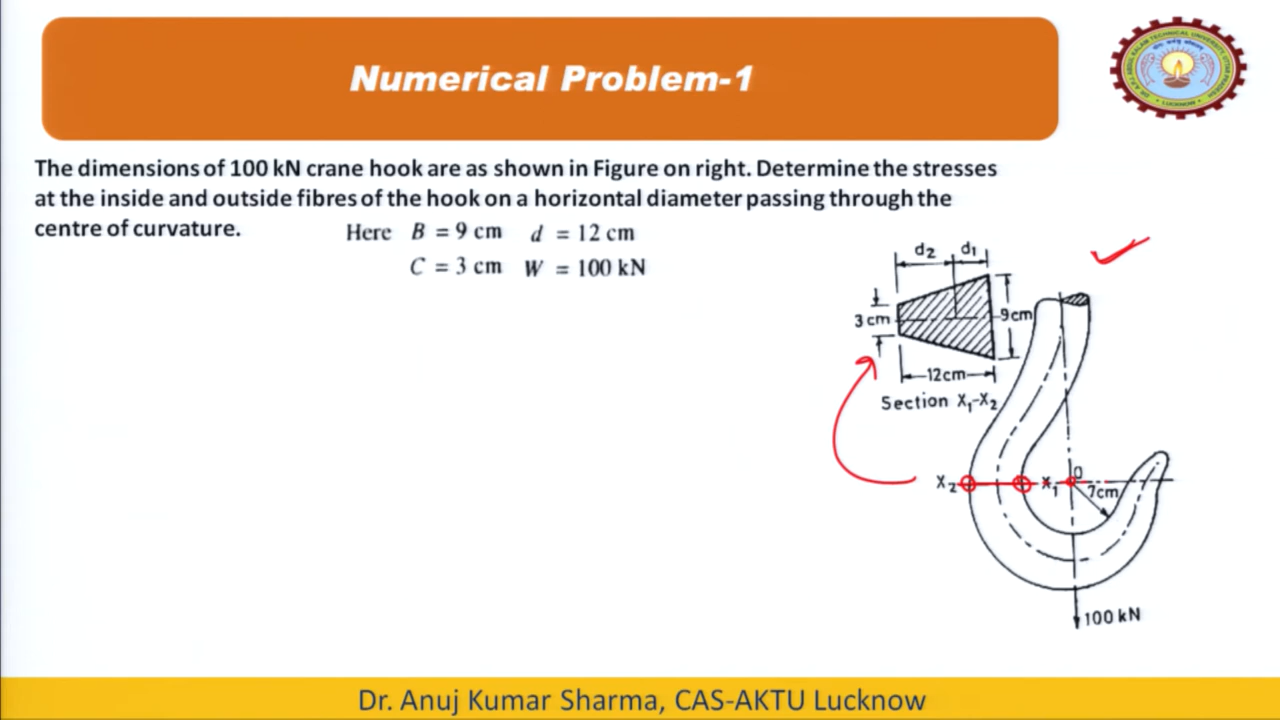 Numerical Problem-1
The dimensions of 100 kN crane hook are as shown in Figure on right. Determine the stresses
at the inside and outside fibres of the hook on a horizontal diameter passing through the
centre of curvature.
Here B = 9 cm d = 12 cm
C = 3 cm W = 100 kN
d2 d1
3 cm
9cm
12cm
Section X1-X2
X2 X1 O
7cm
100 kN
Dr. Anuj Kumar Sharma, CAS-AKTU Lucknow